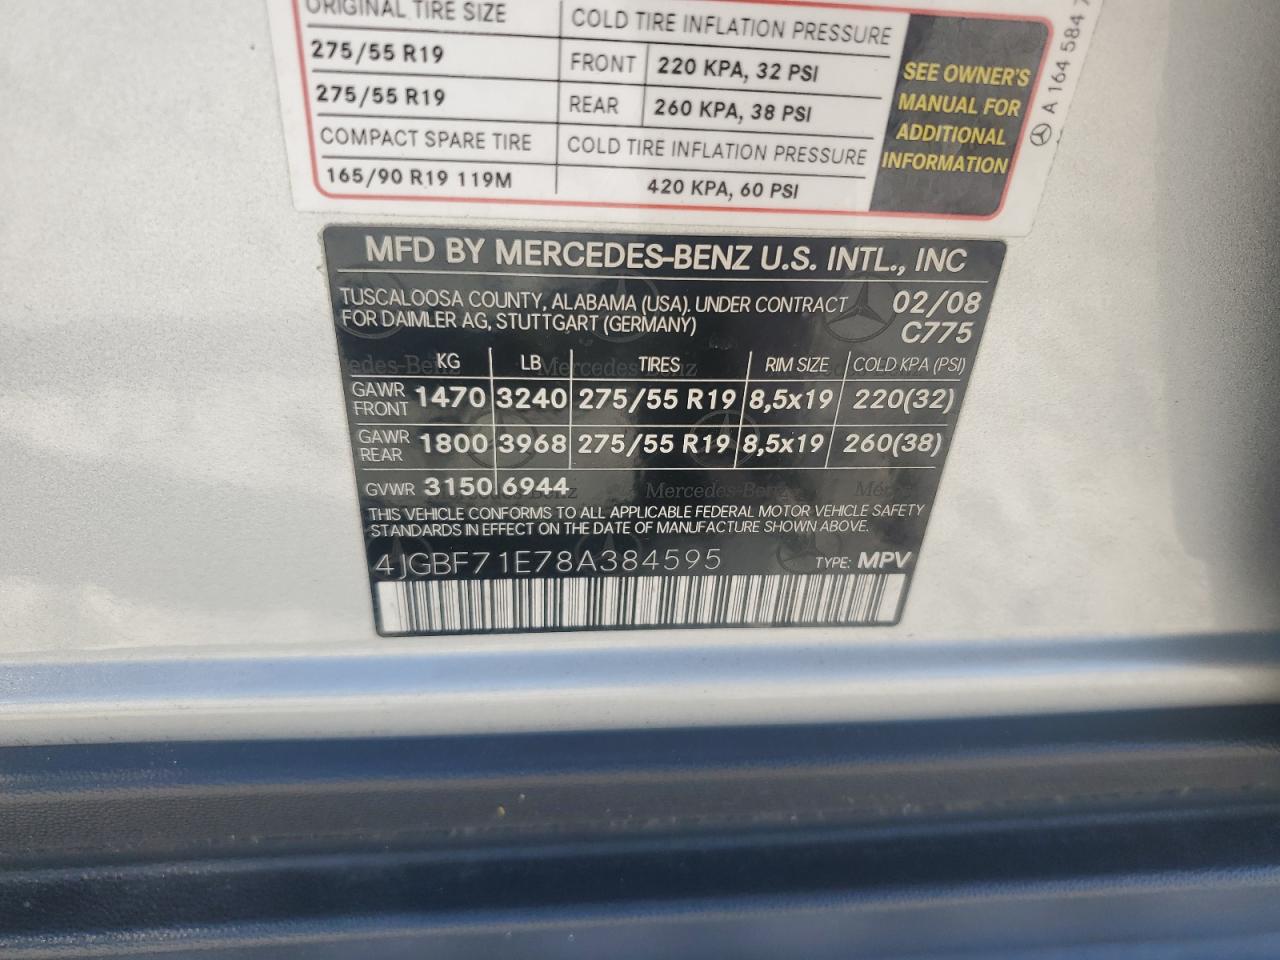 ORIGINAL TIRE SIZE COLD TIRE INFLATION PRESSURE
275/55 R19 FRONT 220 KPA, 32 PSI
275/55 R19 REAR 260 KPA, 38 PSI
COMPACT SPARE TIRE COLD TIRE INFLATION PRESSURE
165/90 R19 119M 420 KPA, 60 PSI
SEE OWNER'S
MANUAL FOR
ADDITIONAL
INFORMATION
A 164 584 7
MFD BY MERCEDES-BENZ U.S. INTL., INC
TUSCALOOSA COUNTY, ALABAMA (USA). UNDER CONTRACT 02/08
FOR DAIMLER AG, STUTTGART (GERMANY) C775
KG LB TIRES RIM SIZE COLD KPA (PSI)
GAWR FRONT 1470 3240 275/55 R19 8,5x19 220(32)
GAWR REAR 1800 3968 275/55 R19 8,5x19 260(38)
GVWR 3150 6944
Mercedes-Benz
THIS VEHICLE CONFORMS TO ALL APPLICABLE FEDERAL MOTOR VEHICLE SAFETY
STANDARDS IN EFFECT ON THE DATE OF MANUFACTURE SHOWN ABOVE.
4JGBF71E78A384595 TYPE: MPV